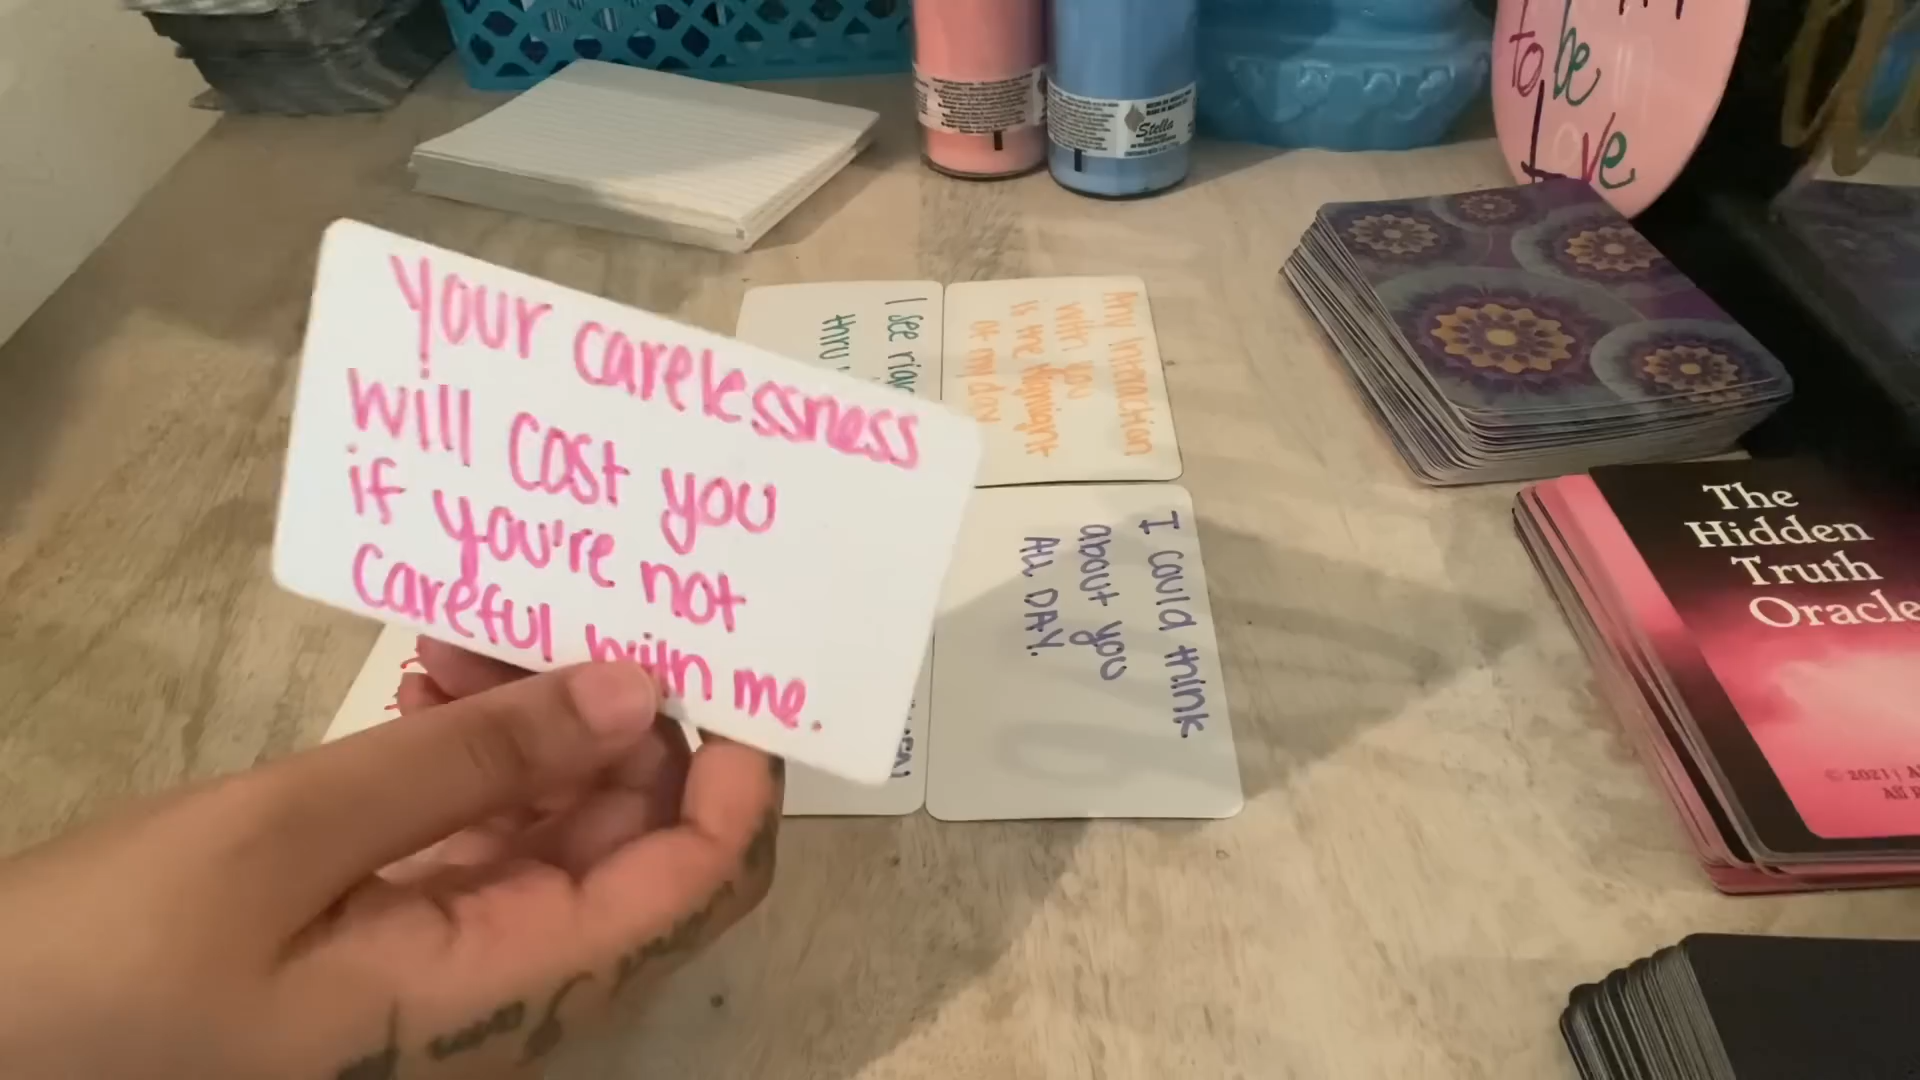 Your carelessness
will cost you
if you're not
careful with me.
I see
thru
Any interaction
with you
is the highlight
of my day
I could think
about you
ALL DAY.
to be
Love
Stella
The
Hidden
Truth
Oracle
© 2021